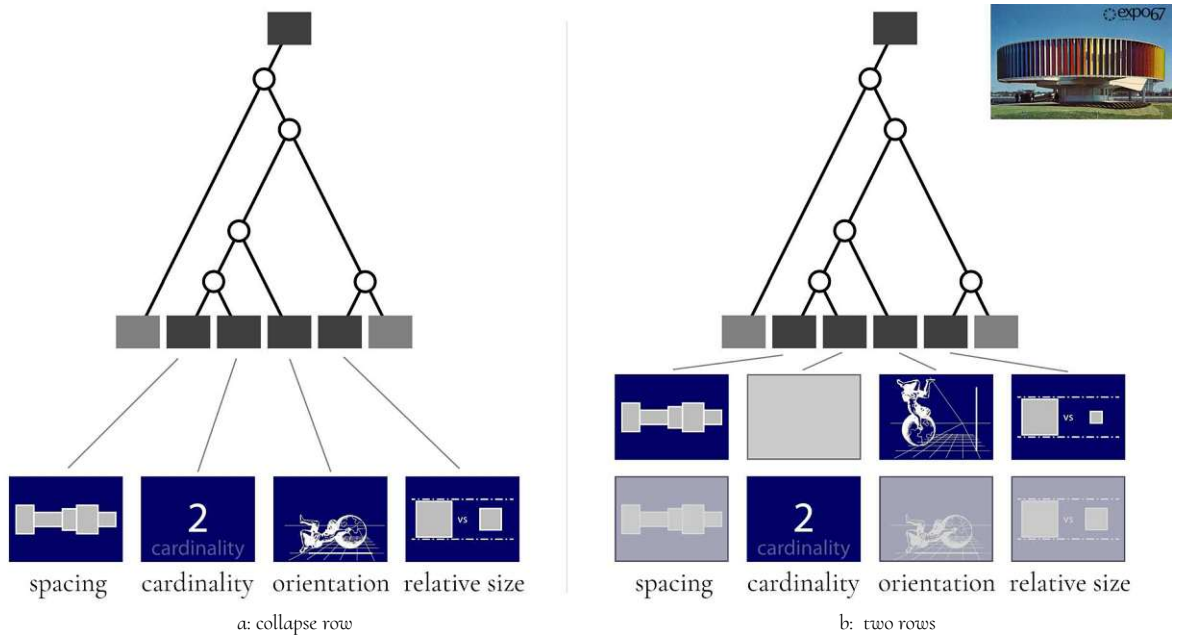 expo67
vs
2
cardinality
vs
spacing
cardinality
orientation
relative size
a: collapse row
vs
2
cardinality
vs
spacing
cardinality
orientation
relative size
b: two rows